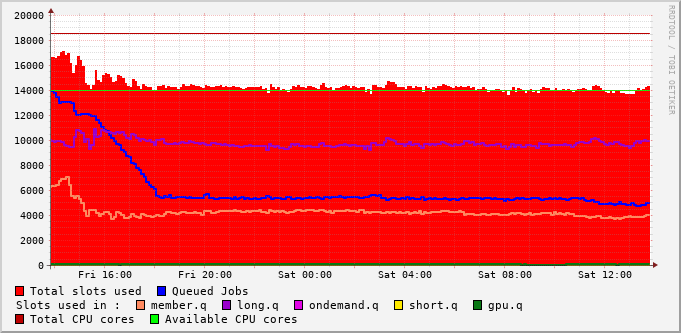 20000
18000
16000
14000
12000
10000
8000
6000
4000
2000
0
Fri 16:00 Fri 20:00 Sat 00:00 Sat 04:00 Sat 08:00 Sat 12:00
RRDTOOL / TOBI OETIKER
Total slots used Queued Jobs
Slots used in : member.q long.q ondemand.q short.q gpu.q
Total CPU cores Available CPU cores